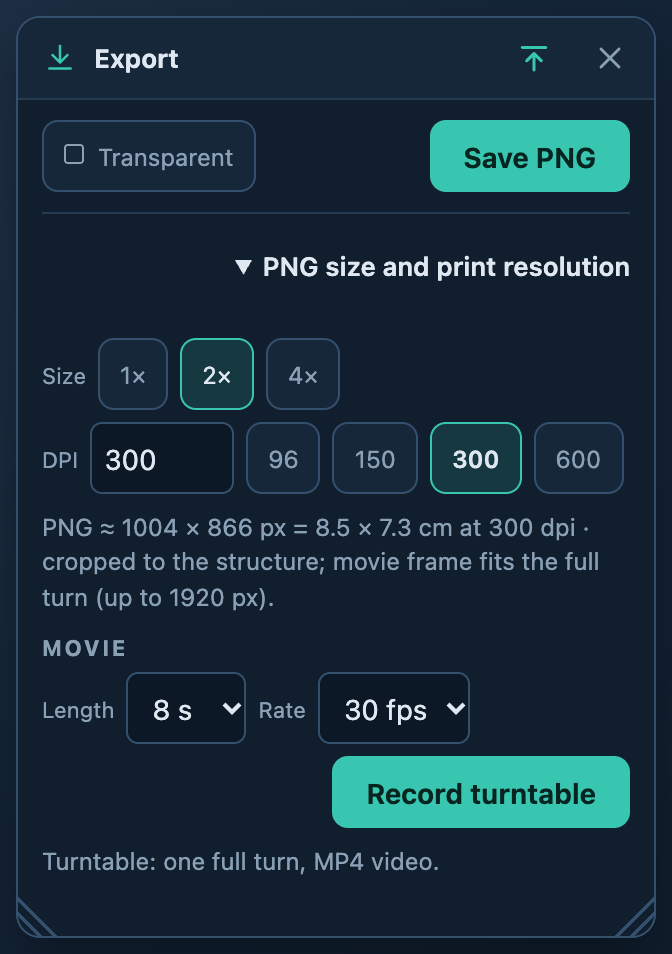 Export
Transparent
Save PNG
▼ PNG size and print resolution
Size 1× 2× 4×
DPI 300 96 150 300 600
PNG ≈ 1004 × 866 px = 8.5 × 7.3 cm at 300 dpi ·
cropped to the structure; movie frame fits the full
turn (up to 1920 px).
MOVIE
Length 8 s Rate 30 fps
Record turntable
Turntable: one full turn, MP4 video.